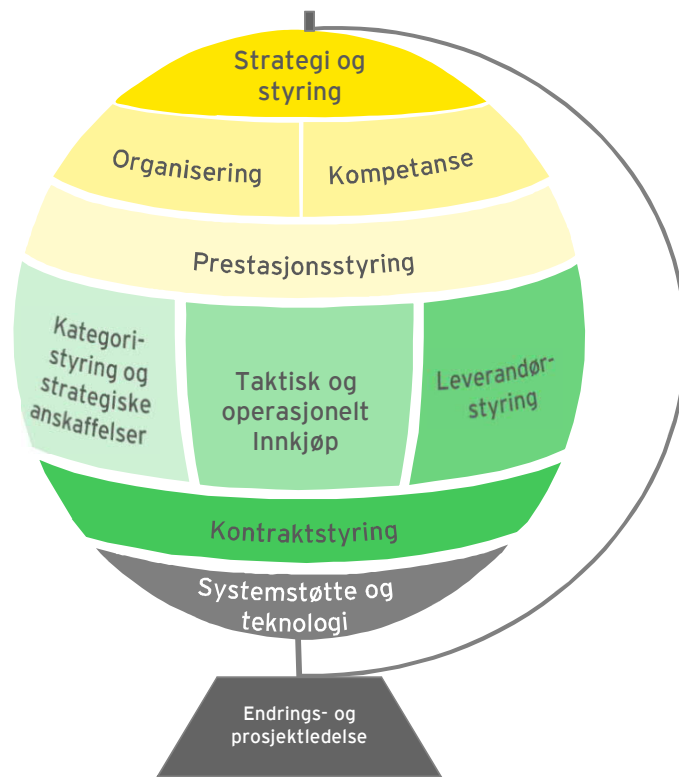 Strategi og
styring
Organisering
Kompetanse
Prestasjonsstyring
Kategori-
styring og
strategiske
anskaffelser
Taktisk og
operasjonelt
Innkjøp
Leverandør-
styring
Kontraktstyring
Systemstøtte og
teknologi
Endrings- og
prosjektledelse